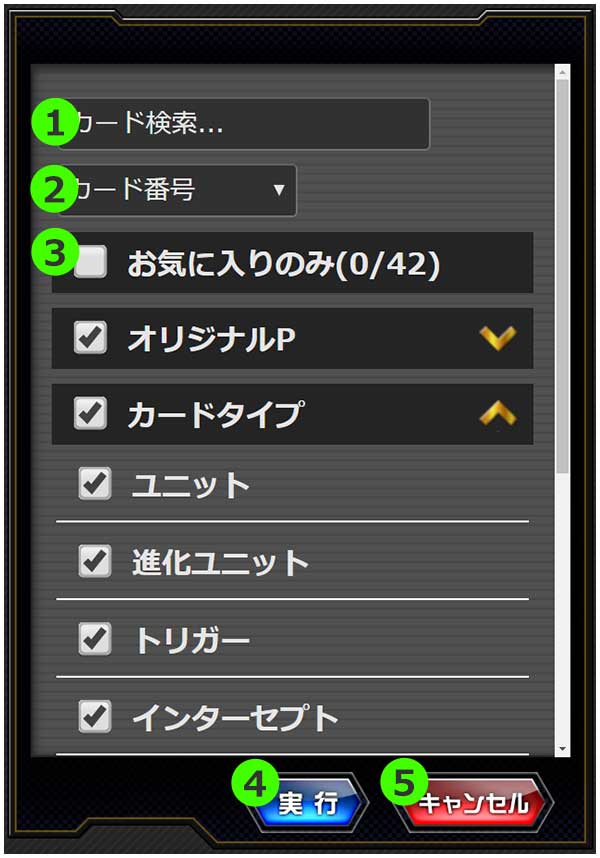 1 カード検索...
2 カード番号 ▼
3 お気に入りのみ(0/42)
オリジナルP
カードタイプ
ユニット
進化ユニット
トリガー
インターセプト
4 実行 5 キャンセル